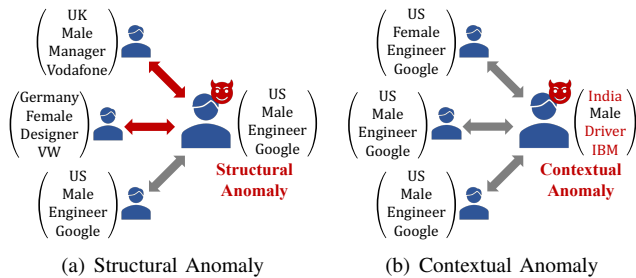 UK
Male
Manager
Vodafone
Germany
Female
Designer
VW
US
Male
Engineer
Google
US
Male
Engineer
Google
Structural
Anomaly
(a) Structural Anomaly
US
Female
Engineer
Google
US
Male
Engineer
Google
US
Male
Engineer
Google
India
Male
Driver
IBM
Contextual
Anomaly
(b) Contextual Anomaly